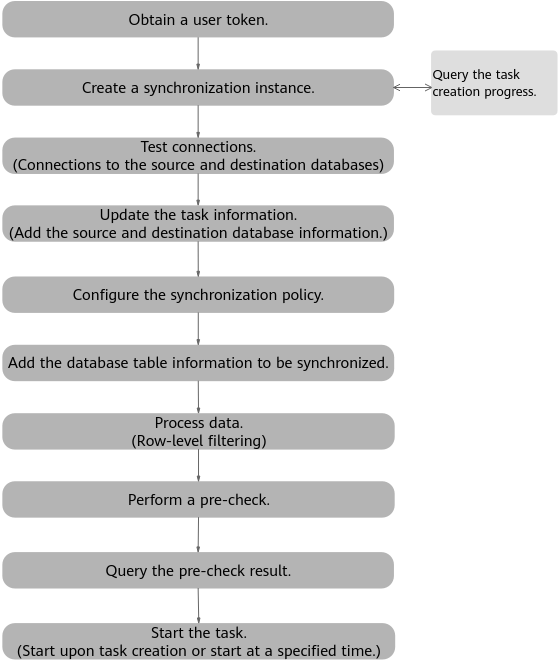 Obtain a user token.
Create a synchronization instance.
Query the task
creation progress.
Test connections.
(Connections to the source and destination databases)
Update the task information.
(Add the source and destination database information.)
Configure the synchronization policy.
Add the database table information to be synchronized.
Process data.
(Row-level filtering)
Perform a pre-check.
Query the pre-check result.
Start the task.
(Start upon task creation or start at a specified time.)